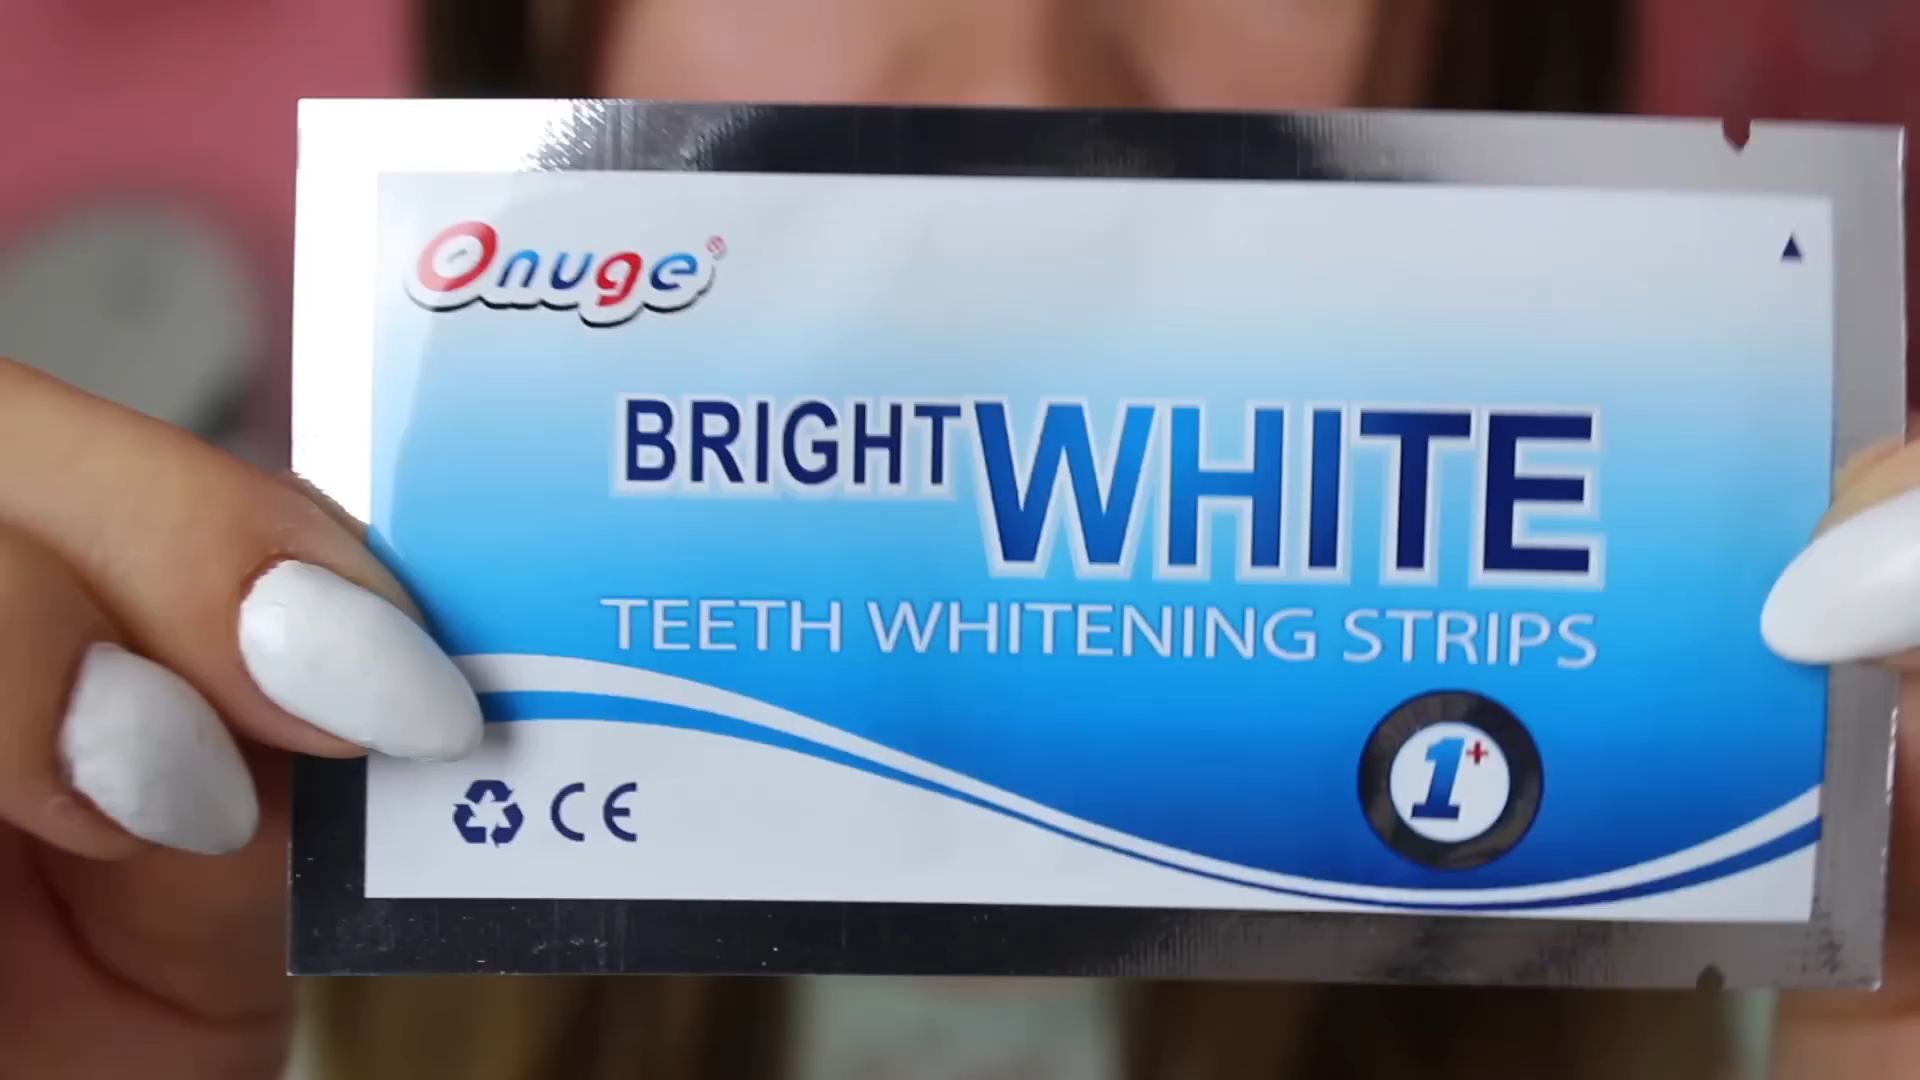 Onuge®
BRIGHT WHITE
TEETH WHITENING STRIPS
1+
CE